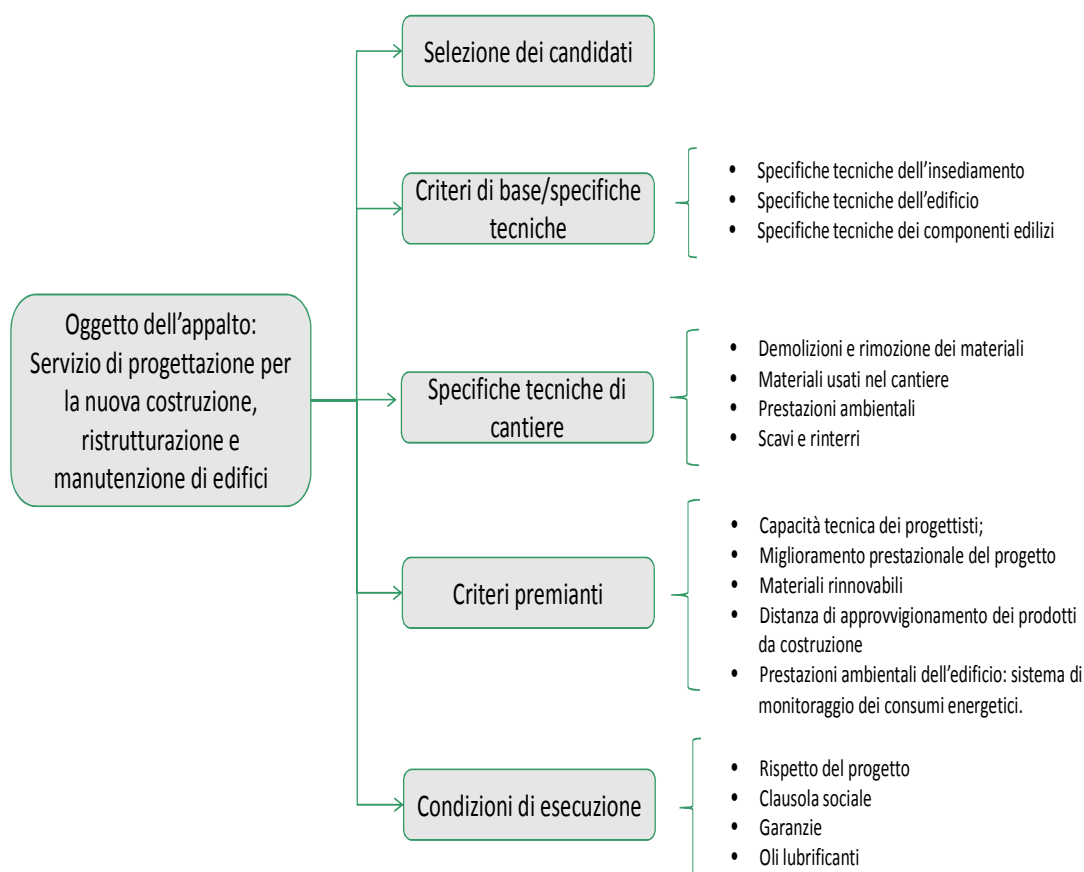 Selezione dei candidati
Criteri di base/specifiche
tecniche
• Specifiche tecniche dell’insediamento
• Specifiche tecniche dell’edificio
• Specifiche tecniche dei componenti edilizi
Oggetto dell’appalto:
Servizio di progettazione per
la nuova costruzione,
ristrutturazione e
manutenzione di edifici
Specifiche tecniche di
cantiere
• Demolizioni e rimozione dei materiali
• Materiali usati nel cantiere
• Prestazioni ambientali
• Scavi e rinterri
Criteri premianti
• Capacità tecnica dei progettisti;
• Miglioramento prestazionale del progetto
• Materiali rinnovabili
• Distanza di approvvigionamento dei prodotti
da costruzione
• Prestazioni ambientali dell’edificio: sistema di
monitoraggio dei consumi energetici.
Condizioni di esecuzione
• Rispetto del progetto
• Clausola sociale
• Garanzie
• Oli lubrificanti